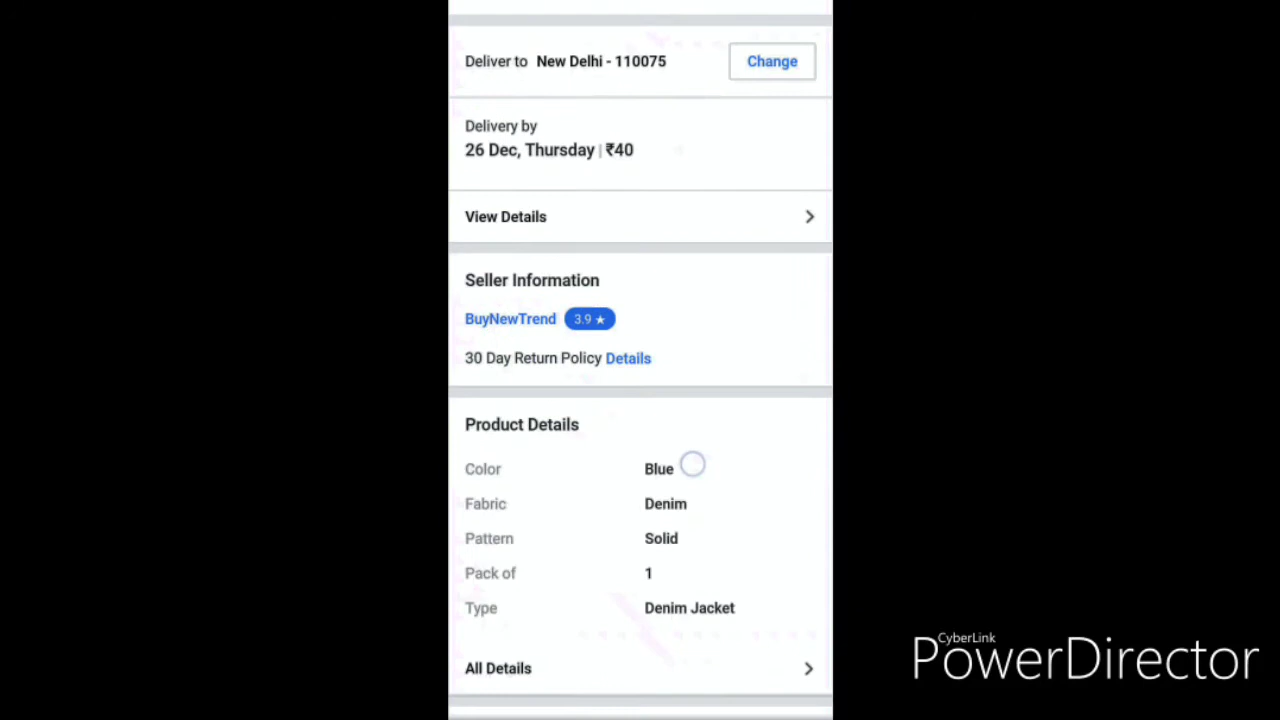 Deliver to New Delhi - 110075 Change
Delivery by
26 Dec, Thursday | ₹40
View Details
Seller Information
BuyNewTrend 3.9 ★
30 Day Return Policy Details
Product Details
Color Blue
Fabric Denim
Pattern Solid
Pack of 1
Type Denim Jacket
All Details
CyberLink
PowerDirector